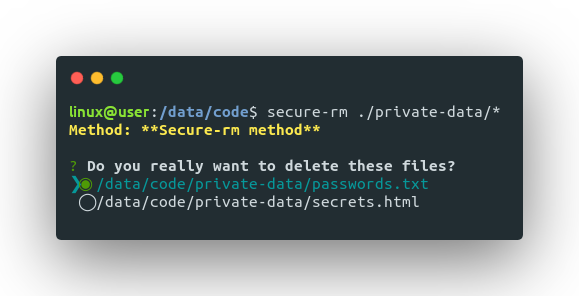 linux@user:/data/code$ secure-rm ./private-data/*
Method: **Secure-rm method**
? Do you really want to delete these files?
❯◉ /data/code/private-data/passwords.txt
◯ /data/code/private-data/secrets.html